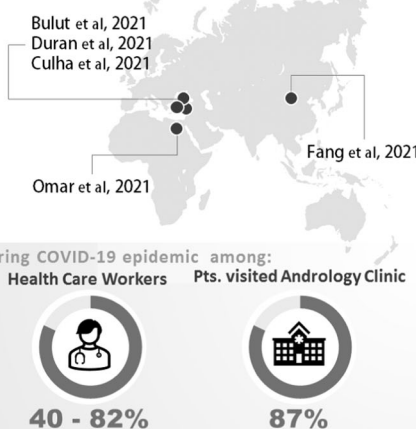 Bulut et al, 2021
Duran et al, 2021
Culha et al, 2021
Fang et al, 2021
Omar et al, 2021
ring COVID-19 epidemic among:
Health Care Workers
Pts. visited Andrology Clinic
40 - 82%
87%